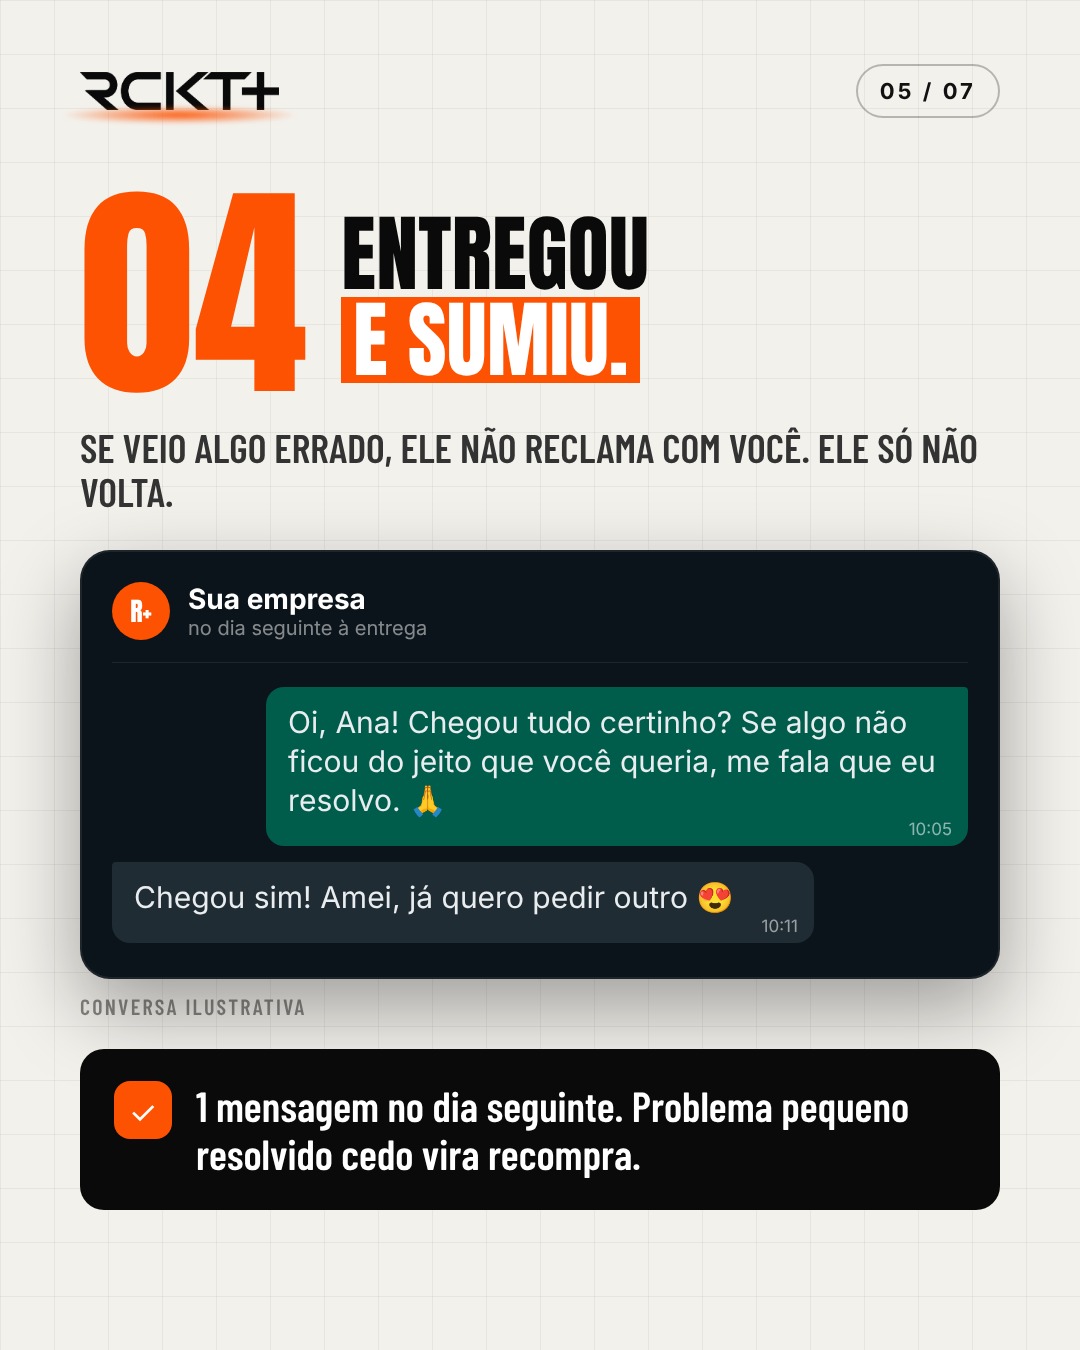 RCKT+
05 / 07
04
ENTREGOU
E SUMIU.
SE VEIO ALGO ERRADO, ELE NÃO RECLAMA COM VOCÊ. ELE SÓ NÃO
VOLTA.
R+
Sua empresa
no dia seguinte à entrega
Oi, Ana! Chegou tudo certinho? Se algo não
ficou do jeito que você queria, me fala que eu
resolvo. 🙏
10:05
Chegou sim! Amei, já quero pedir outro 😍
10:11
CONVERSA ILUSTRATIVA
1 mensagem no dia seguinte. Problema pequeno
resolvido cedo vira recompra.